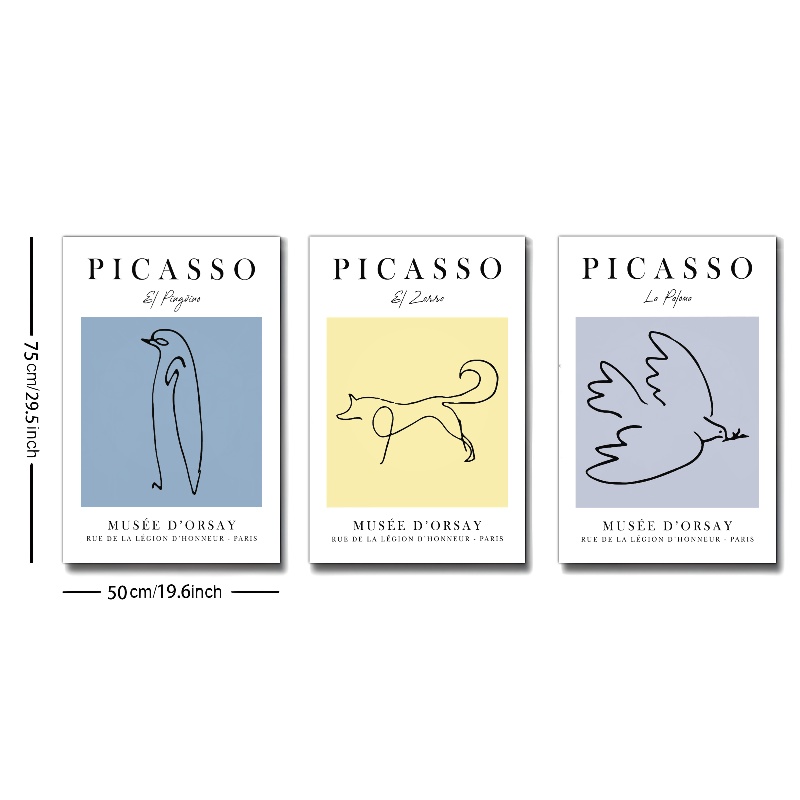 PICASSO
El Pingüino
MUSÉE D'ORSAY
RUE DE LA LÉGION D'HONNEUR - PARIS
PICASSO
El Zorro
MUSÉE D'ORSAY
RUE DE LA LÉGION D'HONNEUR - PARIS
PICASSO
La Paloma
MUSÉE D'ORSAY
RUE DE LA LÉGION D'HONNEUR - PARIS
75cm/29.5inch
50cm/19.6inch